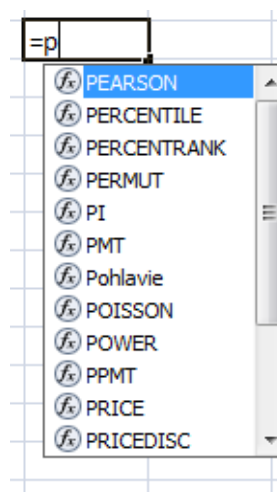 =p
PEARSON
PERCENTILE
PERCENTRANK
PERMUT
PI
PMT
Pohlavie
POISSON
POWER
PPMT
PRICE
PRICEDISC